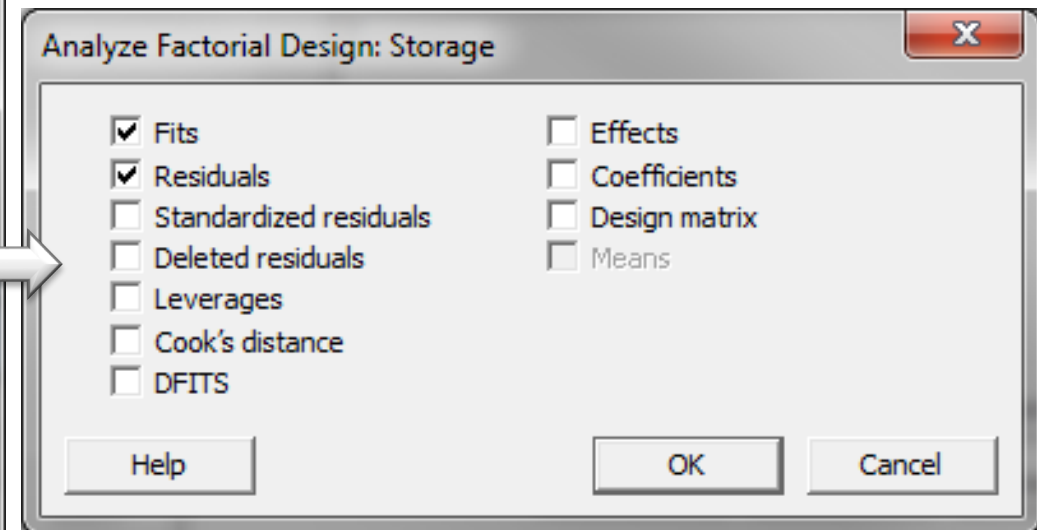 Analyze Factorial Design: Storage
Fits
Residuals
Standardized residuals
Deleted residuals
Leverages
Cook's distance
DFITS
Effects
Coefficients
Design matrix
Means
Help
OK
Cancel